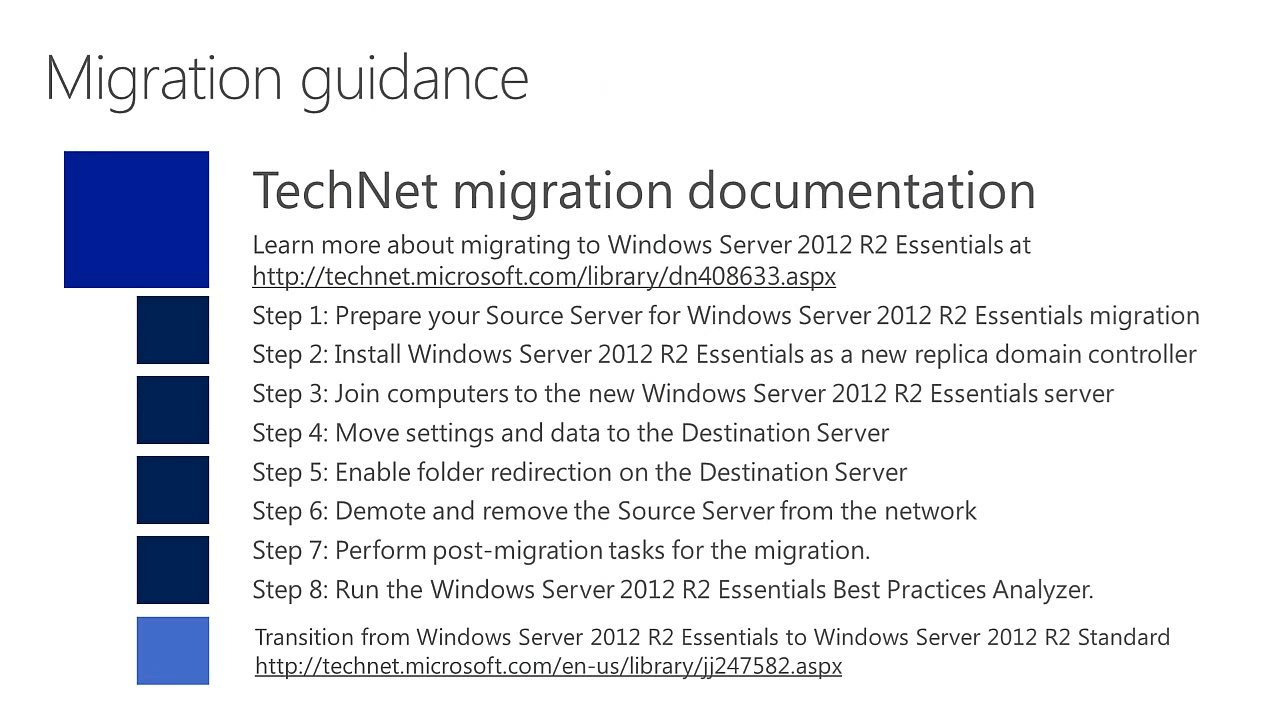 Migration guidance
TechNet migration documentation
Learn more about migrating to Windows Server 2012 R2 Essentials at
http://technet.microsoft.com/library/dn408633.aspx
Step 1: Prepare your Source Server for Windows Server 2012 R2 Essentials migration
Step 2: Install Windows Server 2012 R2 Essentials as a new replica domain controller
Step 3: Join computers to the new Windows Server 2012 R2 Essentials server
Step 4: Move settings and data to the Destination Server
Step 5: Enable folder redirection on the Destination Server
Step 6: Demote and remove the Source Server from the network
Step 7: Perform post-migration tasks for the migration.
Step 8: Run the Windows Server 2012 R2 Essentials Best Practices Analyzer.
Transition from Windows Server 2012 R2 Essentials to Windows Server 2012 R2 Standard
http://technet.microsoft.com/en-us/library/jj247582.aspx